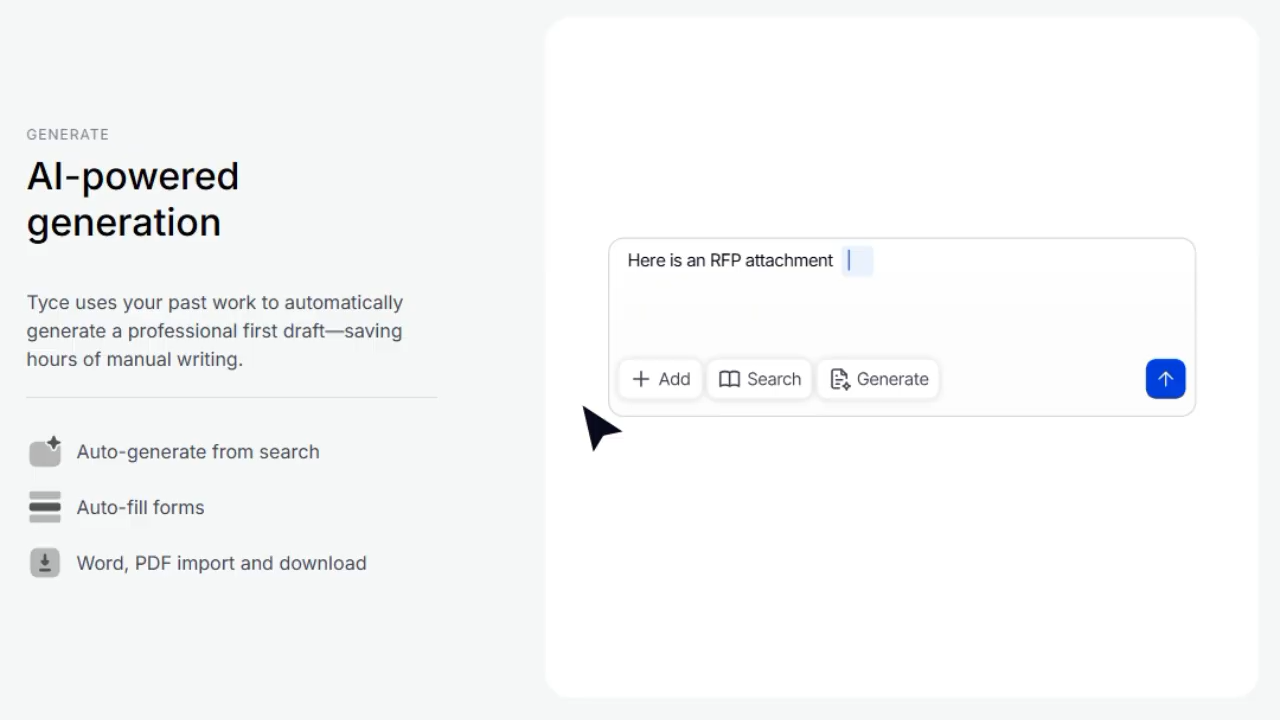 GENERATE
AI-powered
generation
Tyce uses your past work to automatically
generate a professional first draft—saving
hours of manual writing.
Auto-generate from search
Auto-fill forms
Word, PDF import and download
Here is an RFP attachment
Add
Search
Generate